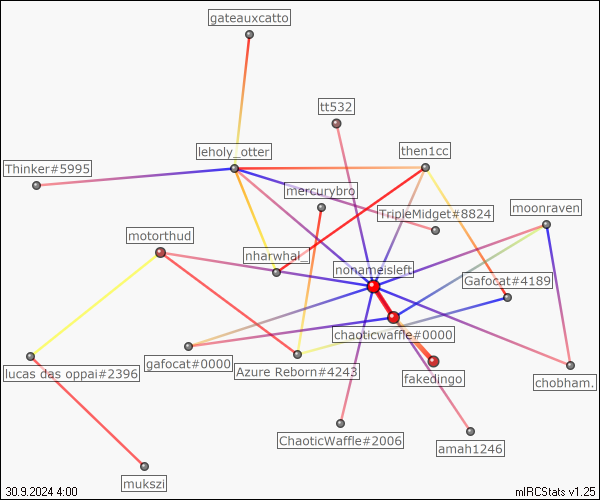 gateauxcatto
tt532
leholy_otter
then1cc
Thinker#5995
mercurybro
TripleMidget#8824
moonraven
motorthud
nharwhal_
nonameisleft
Gafocat#4189
chaoticwaffle#0000
gafocat#0000
lucas das oppai#2396
Azure Reborn#4243
fakedingo
chobham.
ChaoticWaffle#2006
amah1246
mukszi
30.9.2024 4:00
mIRCStats v1.25